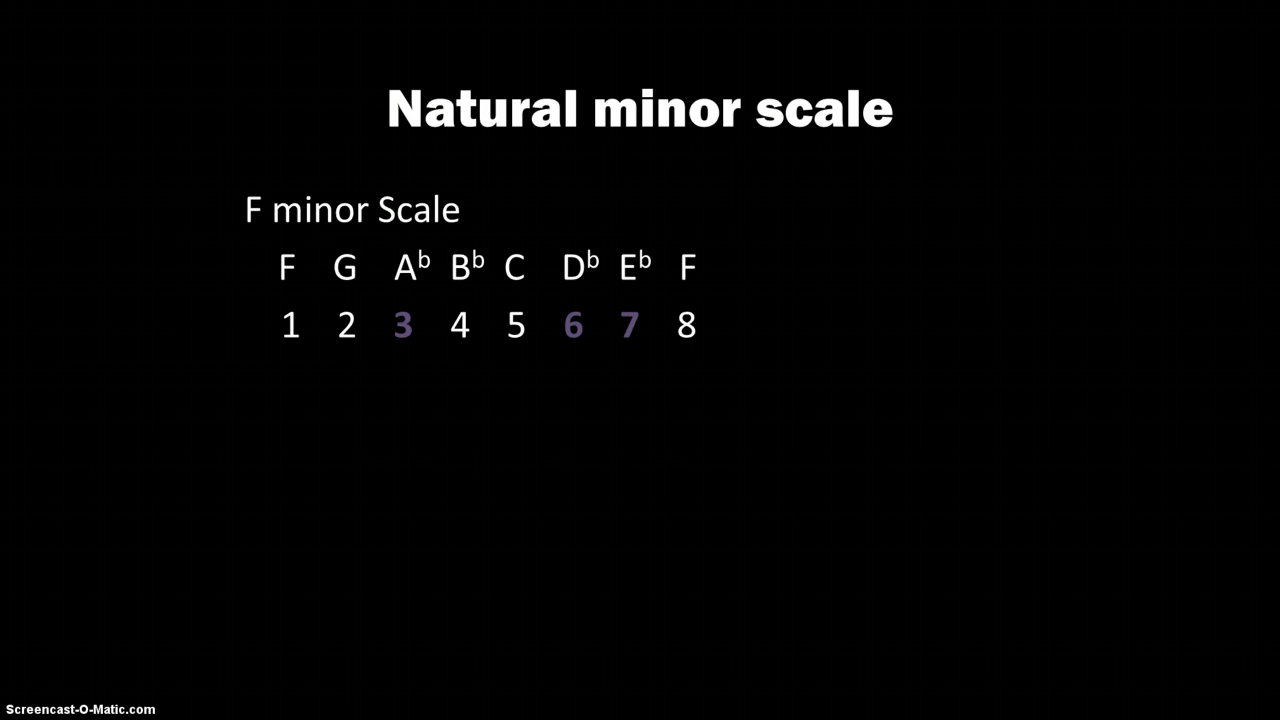 Natural minor scale
F minor Scale
F G Aᵇ Bᵇ C Dᵇ Eᵇ F
1 2 3 4 5 6 7 8
Screencast-O-Matic.com